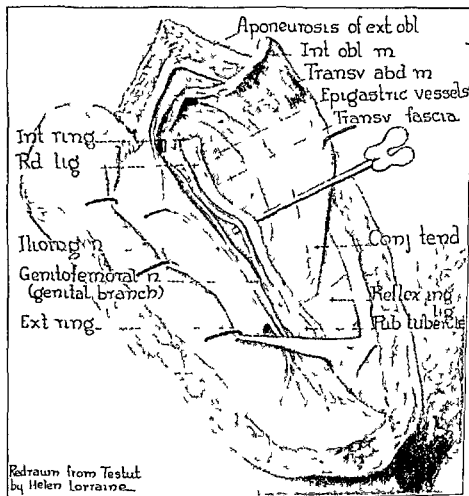 Aponeurosis of ext obl
Int obl m
Transv abd m
Epigastric vessels
Transv fascia
Int ring
Rd lig
Conj tend
Ilioing n
Genitofemoral n
(genital branch)
Reflex ing
lig
Ext ring
Pub tubercle
Redrawn from Testut
by Helen Lorraine